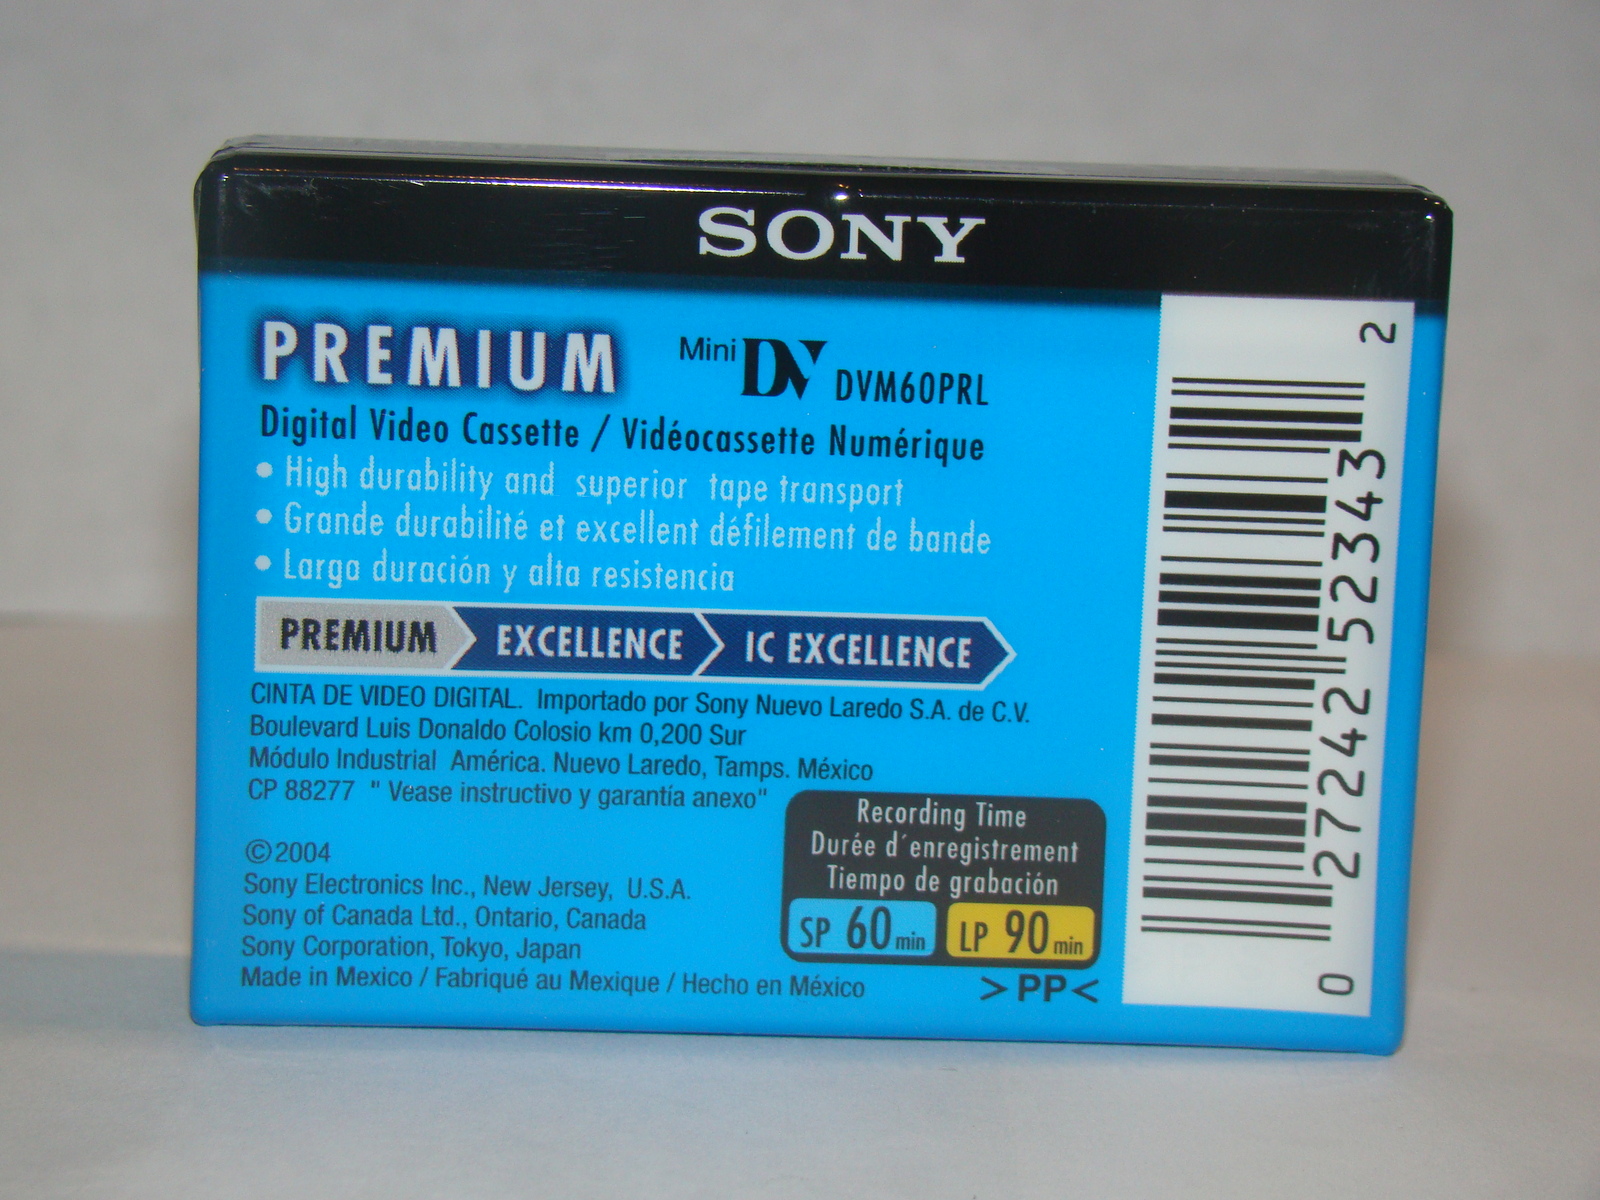 SONY
PREMIUM
Mini DV DVM60PRL
Digital Video Cassette / Vidéocassette Numérique
• High durability and superior tape transport
• Grande durabilité et excellent défilement de bande
• Larga duración y alta resistencia
PREMIUM EXCELLENCE IC EXCELLENCE
CINTA DE VIDEO DIGITAL. Importado por Sony Nuevo Laredo S.A. de C.V.
Boulevard Luis Donaldo Colosio km 0,200 Sur
Módulo Industrial América. Nuevo Laredo, Tamps. México
CP 88277 " Vease instructivo y garantía anexo"
©2004
Sony Electronics Inc., New Jersey, U.S.A.
Sony of Canada Ltd., Ontario, Canada
Sony Corporation, Tokyo, Japan
Made in Mexico / Fabriqué au Mexique / Hecho en México
Recording Time
Durée d´enregistrement
Tiempo de grabación
SP 60 min LP 90 min
>PP<
0 27242 52343 2